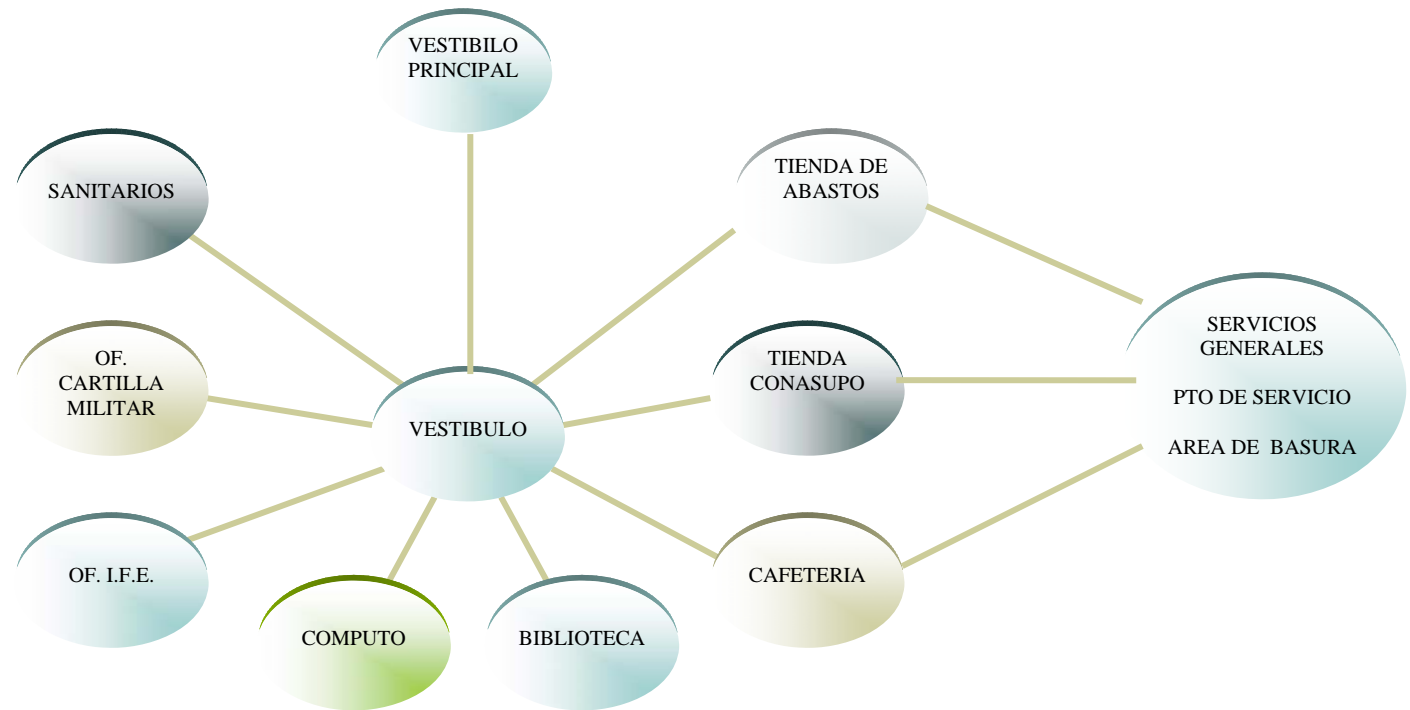 VESTIBILO
PRINCIPAL
SANITARIOS
TIENDA DE
ABASTOS
OF.
CARTILLA
MILITAR
VESTIBULO
TIENDA
CONASUPO
SERVICIOS
GENERALES
PTO DE SERVICIO
AREA DE BASURA
OF. I.F.E.
COMPUTO
BIBLIOTECA
CAFETERIA